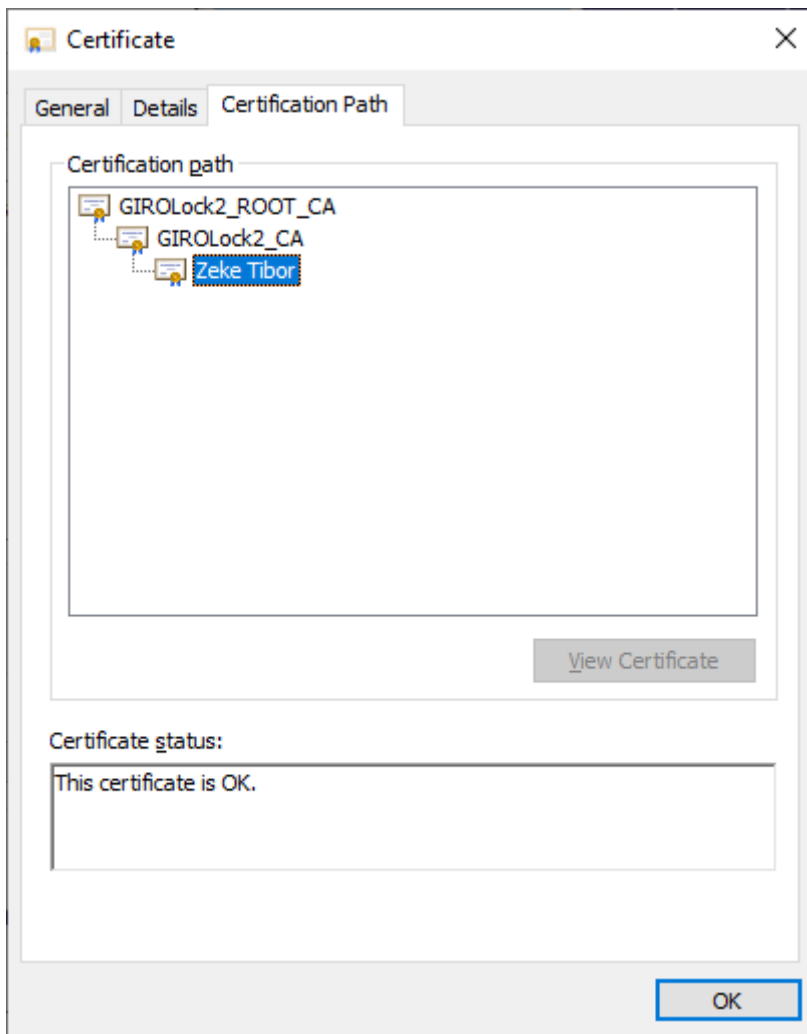 Certificate
General Details Certification Path
Certification path
GIROLock2_ROOT_CA
GIROLock2_CA
Zeke Tibor
View Certificate
Certificate status:
This certificate is OK.
OK